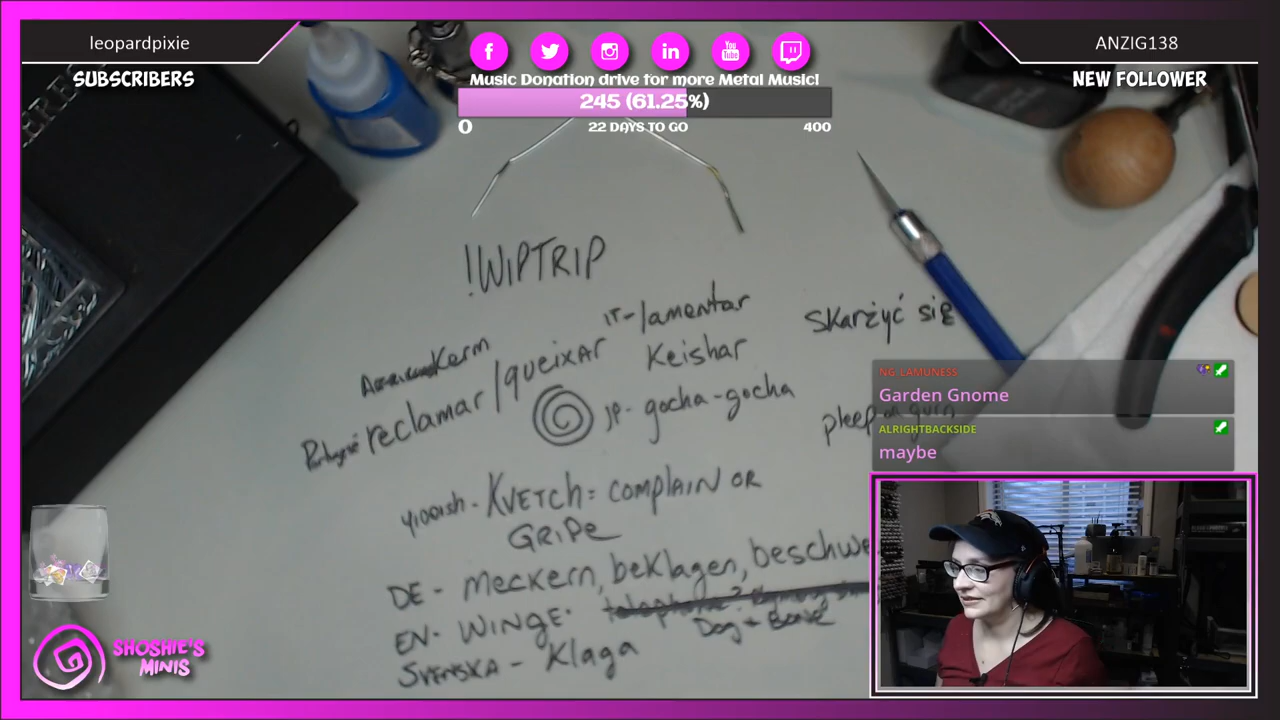 leopardpixie
SUBSCRIBERS
Music Donation drive for more Metal Music!
245 (61.25%)
0
22 DAYS TO GO
400
ANZIG138
NEW FOLLOWER
!WIPTRIP
IT-lamentar
Skarżyć się
Kerm
Keishar
reclamar/queixar
JP- gocha-gocha
NG_LAMUNESS
Garden Gnome
ALRIGHTBACKSIDE
maybe
YIDDISH- KVETCH = COMPLAIN OR
GRIPE
DE - meckern, beklagen, beschwe
EN- WINGE-
Dog + Bone
SVENSKA - Klaga
SHOSHIE'S
MINIS